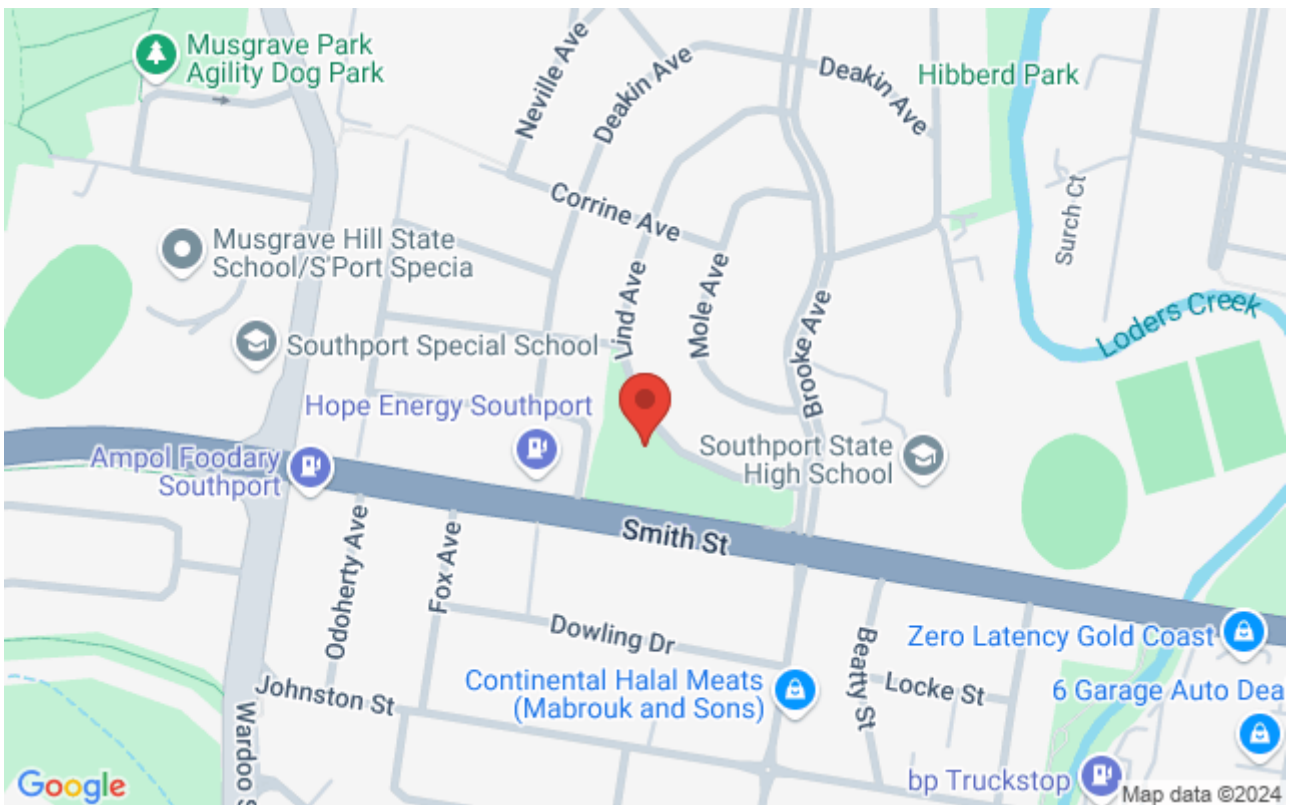 Musgrave Park
Agility Dog Park
Neville Ave
Deakin Ave
Deakin Ave
Hibberd Park
Surch Ct
Corrine Ave
Musgrave Hill State
School/S'Port Specia
Lind Ave
Mole Ave
Brooke Ave
Loders Creek
Southport Special School
Hope Energy Southport
Southport State
High School
Ampol Foodary
Southport
Smith St
Odoherty Ave
Fox Ave
Dowling Dr
Beatty St
Zero Latency Gold Coast
Johnston St
Continental Halal Meats
(Mabrouk and Sons)
Locke St
6 Garage Auto Dea
Wardoo S
bp Truckstop
Google
Map data ©2024